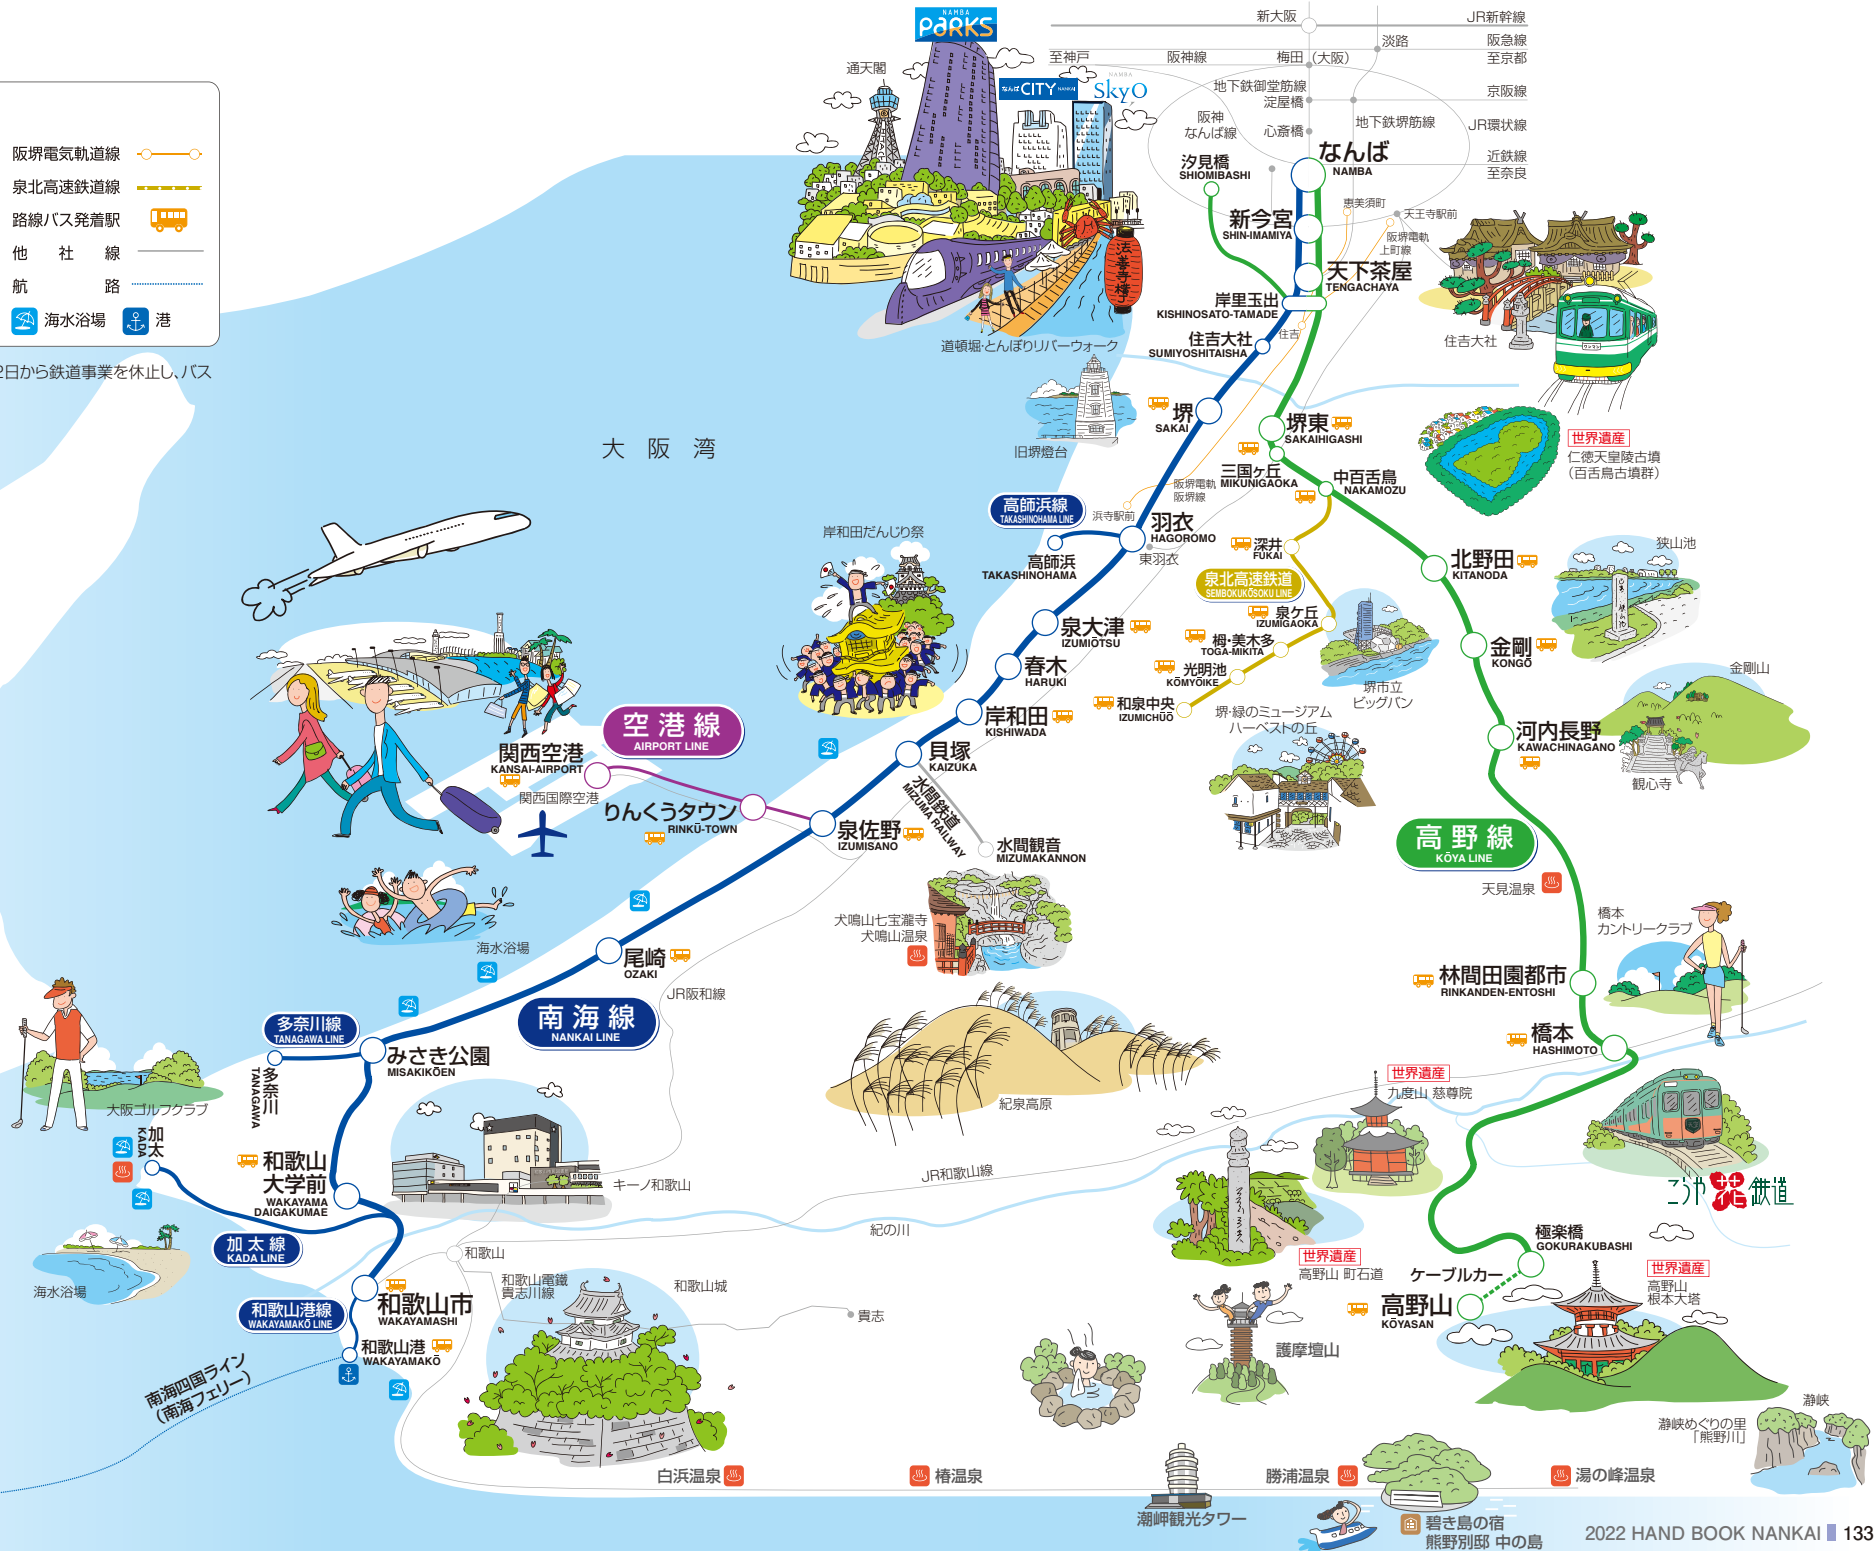 NAMBA
PARKS
なんばCITY NANKAI
NAMBA
SkyO
通天閣
新大阪
JR新幹線
淡路
阪急線
至京都
至神戸
阪神線
梅田
(大阪)
地下鉄御堂筋線
淀屋橋
京阪線
阪神
なんば線
心斎橋
地下鉄堺筋線
JR環状線
近鉄線
至奈良
汐見橋
SHIOMIBASHI
なんば
NAMBA
恵美須町
天王寺駅前
阪堺電軌
上町線
新今宮
SHIN-IMAMIYA
天下茶屋
TENGACHAYA
岸里玉出
KISHINOSATO-TAMADE
住吉
住吉大社
SUMIYOSHITAISHA
住吉大社
法善寺横丁
道頓堀・とんぼりリバーウォーク
阪堺電気軌道線
泉北高速鉄道線
路線バス発着駅
他社線
航路
海水浴場
港
2日から鉄道事業を休止し、バス
大阪湾
旧堺燈台
堺
SAKAI
堺東
SAKAIHIGASHI
三国ヶ丘
MIKUNIGAOKA
中百舌鳥
NAKAMOZU
世界遺産
仁徳天皇陵古墳
(百舌鳥古墳群)
阪堺電軌
阪堺線
浜寺駅前
高師浜線
TAKASHINOHAMA LINE
羽衣
HAGOROMO
東羽衣
高師浜
TAKASHINOHAMA
岸和田だんじり祭
深井
FUKAI
泉北高速鉄道
SEMBOKUKŌSOKU LINE
泉ケ丘
IZUMIGAOKA
栂・美木多
TOGA-MIKITA
光明池
KŌMYŌIKE
和泉中央
IZUMICHŪŌ
堺市立
ビッグバン
堺・緑のミュージアム
ハーベストの丘
北野田
KITANODA
狭山池
金剛
KONGŌ
金剛山
河内長野
KAWACHINAGANO
観心寺
泉大津
IZUMIŌTSU
春木
HARUKI
岸和田
KISHIWADA
貝塚
KAIZUKA
水間鉄道
MIZUMA RAILWAY
水間観音
MIZUMAKANNON
空港線
AIRPORT LINE
関西空港
KANSAI-AIRPORT
関西国際空港
りんくうタウン
RINKŪ-TOWN
泉佐野
IZUMISANO
犬鳴山七宝瀧寺
犬鳴山温泉
高野線
KŌYA LINE
天見温泉
橋本
カントリークラブ
林間田園都市
RINKANDEN-ENTOSHI
橋本
HASHIMOTO
海水浴場
尾崎
OZAKI
JR阪和線
南海線
NANKAI LINE
多奈川線
TANAGAWA LINE
多奈川
TANAGAWA
みさき公園
MISAKIKŌEN
大阪ゴルフクラブ
紀泉高原
世界遺産
九度山 慈尊院
加太
KADA
和歌山
大学前
WAKAYAMA
DAIGAKUMAE
キーノ和歌山
JR和歌山線
紀の川
こうや花鉄道
加太線
KADA LINE
海水浴場
和歌山
和歌山電鐵
貴志川線
和歌山城
貴志
和歌山市
WAKAYAMASHI
和歌山港線
WAKAYAMAKŌ LINE
和歌山港
WAKAYAMAKŌ
南海四国ライン
(南海フェリー)
世界遺産
高野山 町石道
極楽橋
GOKURAKUBASHI
ケーブルカー
高野山
KŌYASAN
世界遺産
高野山
根本大塔
護摩壇山
瀞峡
瀞峡めぐりの里
「熊野川」
白浜温泉
椿温泉
勝浦温泉
湯の峰温泉
潮岬観光タワー
碧き島の宿
熊野別邸 中の島
2022 HAND BOOK NANKAI 133